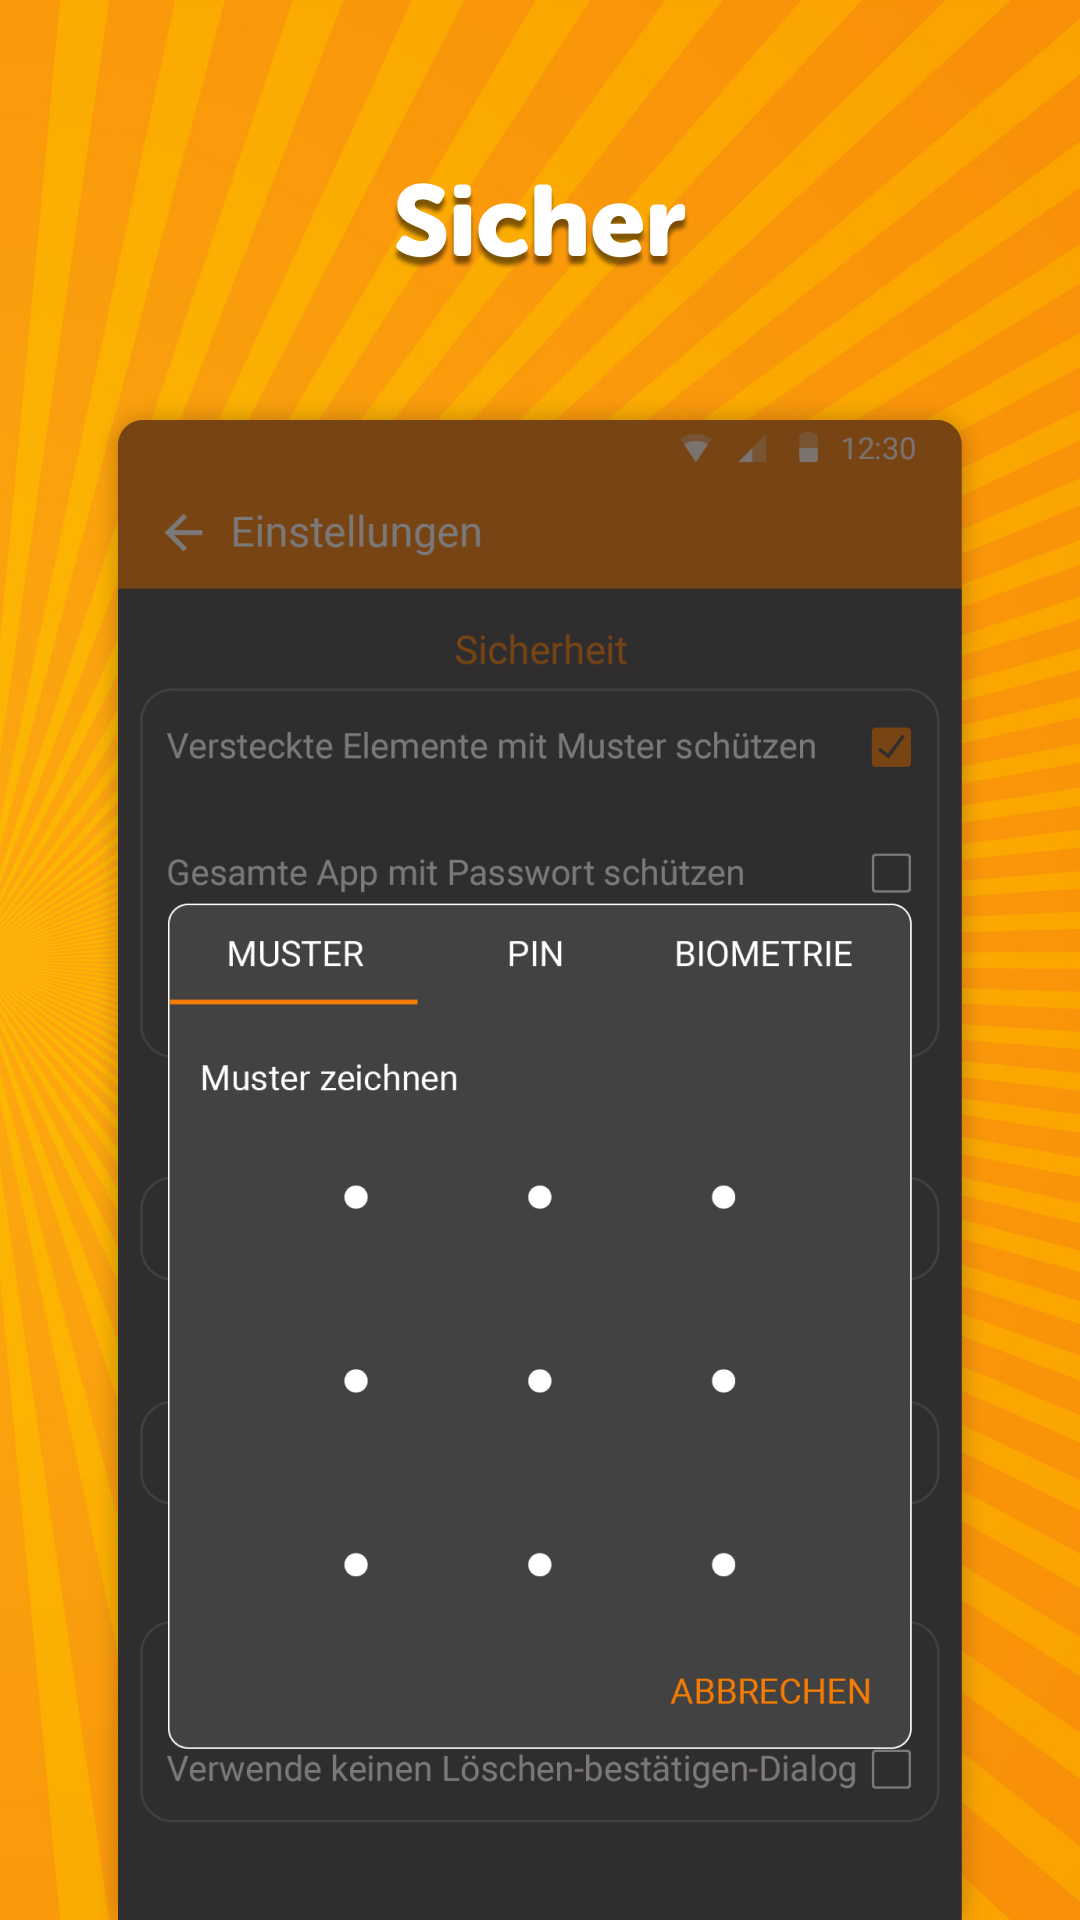 Sicher
12:30
Einstellungen
Sicherheit
Versteckte Elemente mit Muster schützen
Gesamte App mit Passwort schützen
MUSTER PIN BIOMETRIE
Muster zeichnen
ABBRECHEN
Verwende keinen Löschen-bestätigen-Dialog